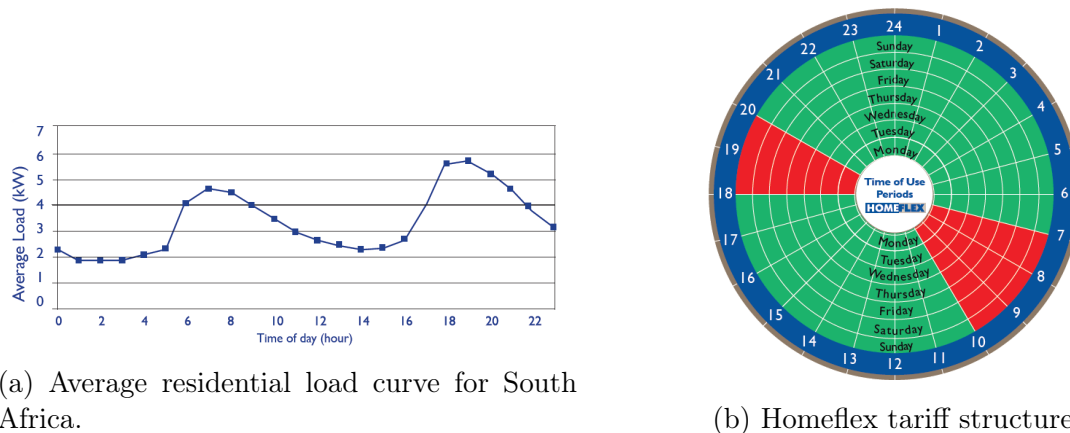 7
6
5
4
3
2
1
0
Average Load (kW)
0 2 4 6 8 10 12 14 16 18 20 22
Time of day (hour)
(a) Average residential load curve for South
Africa.
24
1
2
3
4
5
6
7
8
9
10
11
12
13
14
15
16
17
18
19
20
21
22
23
Sunday
Saturday
Friday
Thursday
Wednesday
Tuesday
Monday
Time of Use
Periods
HOMEFLEX
Monday
Tuesday
Wednesday
Thursday
Friday
Saturday
Sunday
(b) Homeflex tariff structure